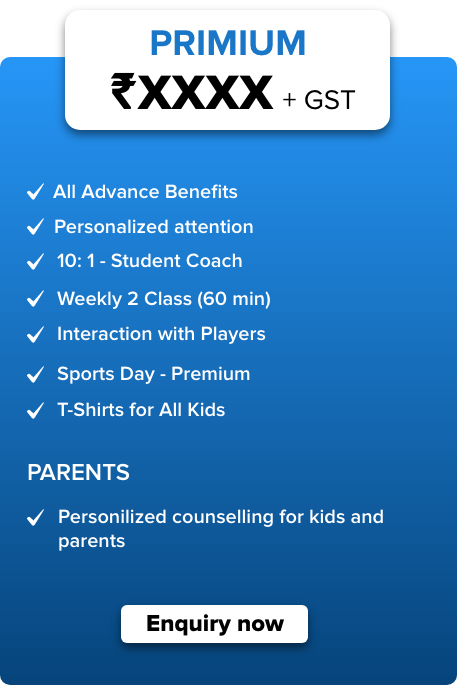 PRIMIUM
₹XXXX + GST
All Advance Benefits
Personalized attention
10: 1 - Student Coach
Weekly 2 Class (60 min)
Interaction with Players
Sports Day - Premium
T-Shirts for All Kids
PARENTS
Personilized counselling for kids and
parents
Enquiry now